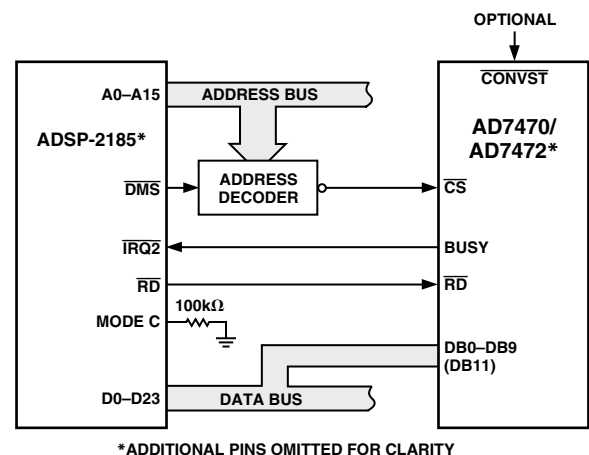 OPTIONAL
CONVST
A0–A15
ADDRESS BUS
ADSP-2185*
AD7470/
AD7472*
DMS
ADDRESS
DECODER
CS
IRQ2
BUSY
RD
RD
100kΩ
MODE C
DB0–DB9
(DB11)
D0–D23
DATA BUS
*ADDITIONAL PINS OMITTED FOR CLARITY